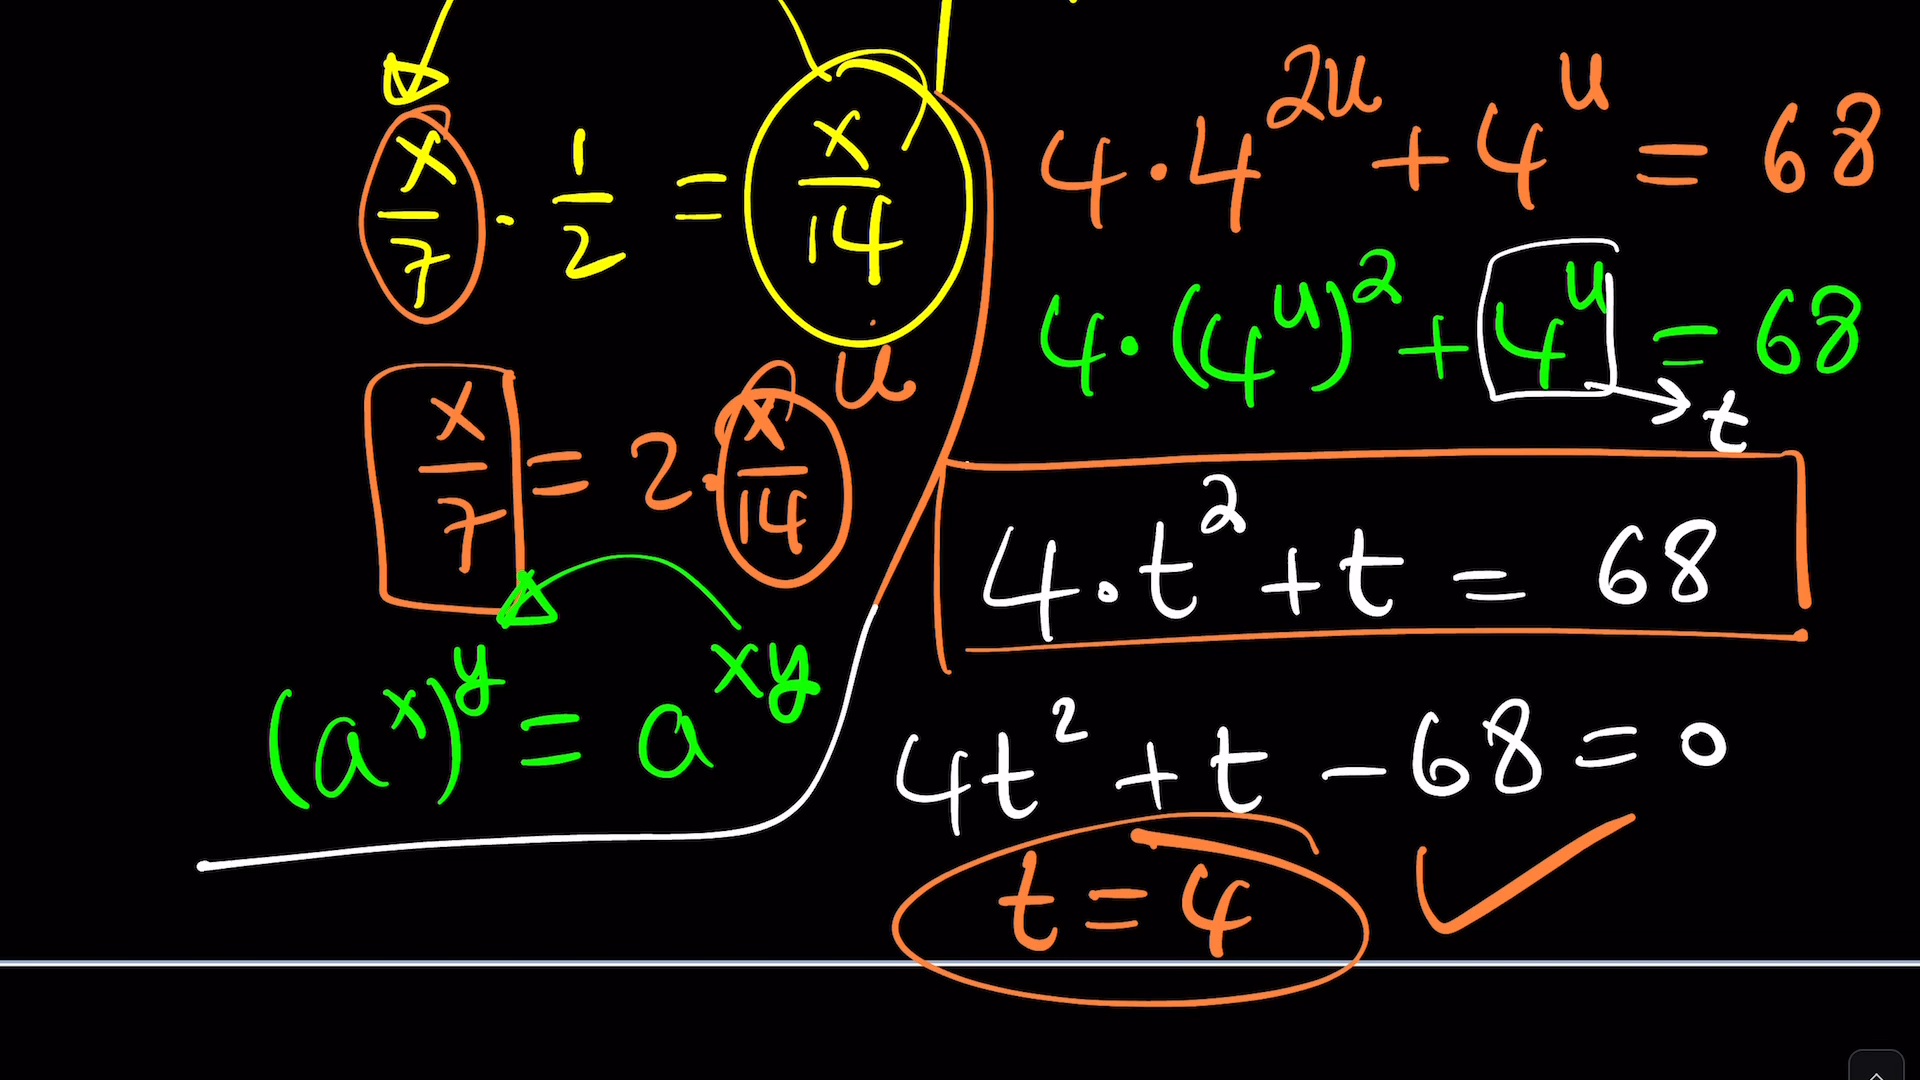 x/7 · 1/2 = x/14
u
x/7 = 2 · x/14
(a^x)^y = a^xy
4 · 4^2u + 4^u = 68
4 · (4^u)^2 + 4^u = 68
t
4 · t^2 + t = 68
4t^2 + t - 68 = 0
t = 4